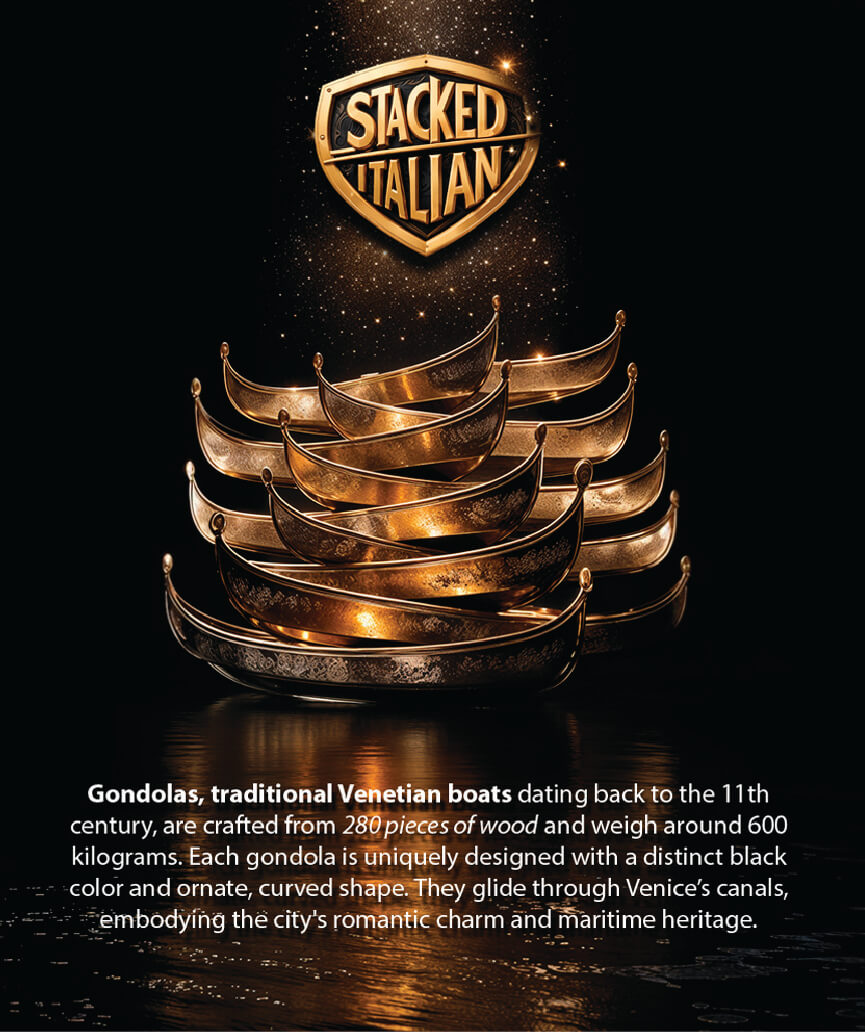 STACKED
ITALIAN
Gondolas, traditional Venetian boats dating back to the 11th
century, are crafted from 280 pieces of wood and weigh around 600
kilograms. Each gondola is uniquely designed with a distinct black
color and ornate, curved shape. They glide through Venice’s canals,
embodying the city's romantic charm and maritime heritage.